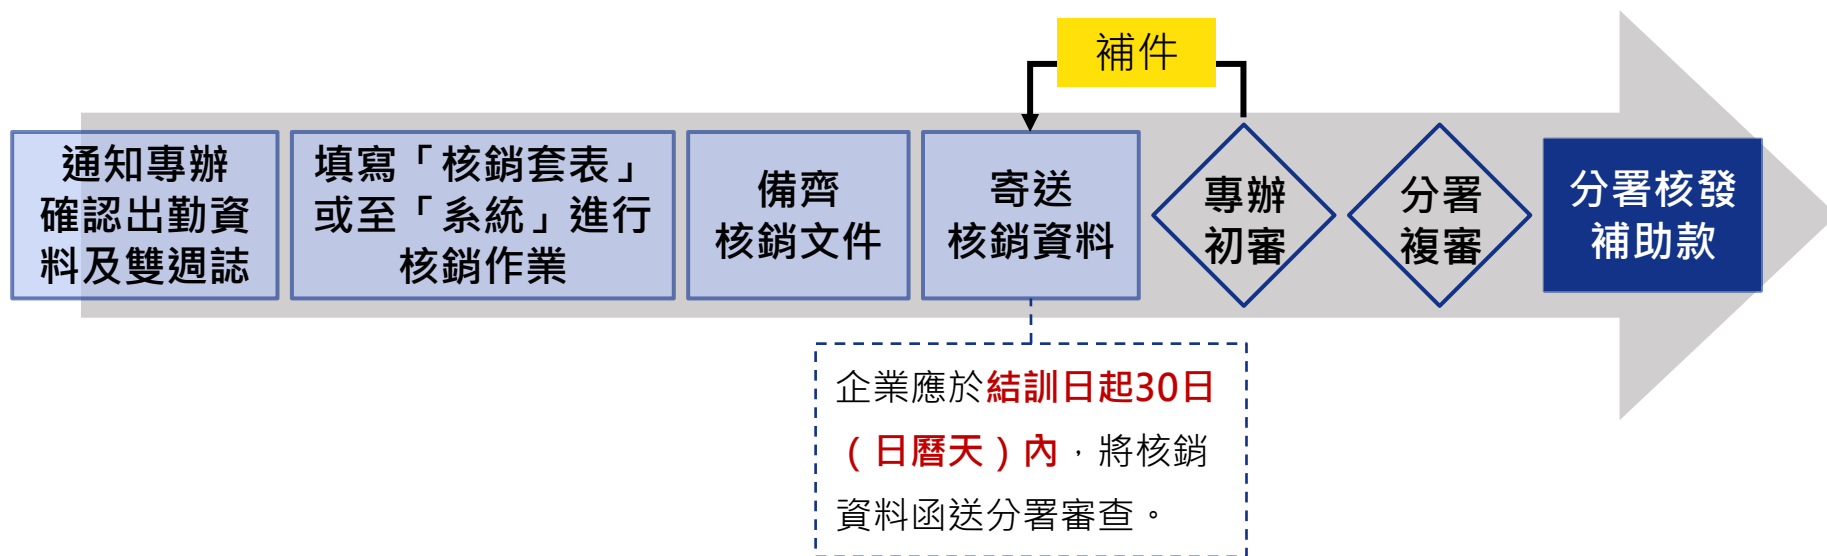 補件
通知專辦
確認出勤資
料及雙週誌
填寫「核銷套表」
或至「系統」進行
核銷作業
備齊
核銷文件
寄送
核銷資料
專辦
初審
分署
複審
分署核發
補助款
企業應於結訓日起30日
（日曆天）內，將核銷
資料函送分署審查。